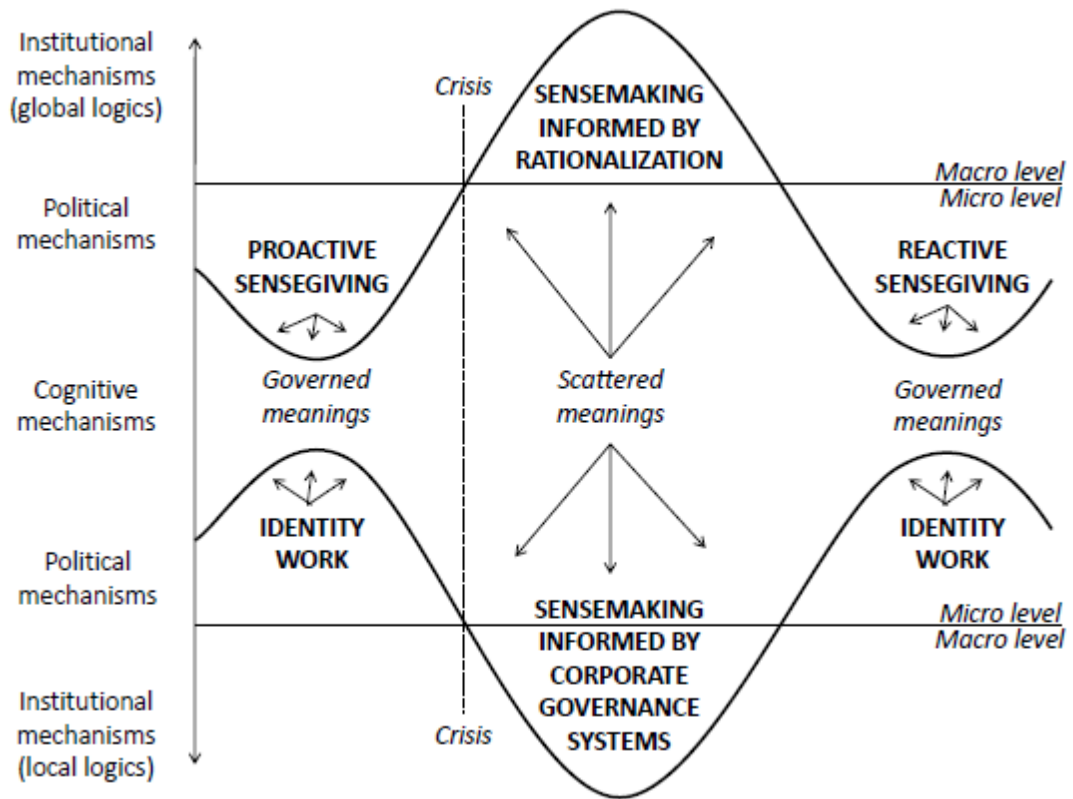 Institutional
mechanisms
(global logics)
Political
mechanisms
Cognitive
mechanisms
Political
mechanisms
Institutional
mechanisms
(local logics)
Crisis
SENSEMAKING
INFORMED BY
RATIONALIZATION
Macro level
Micro level
PROACTIVE
SENSEGIVING
REACTIVE
SENSEGIVING
Governed
meanings
Scattered
meanings
Governed
meanings
IDENTITY
WORK
IDENTITY
WORK
SENSEMAKING
INFORMED BY
CORPORATE
GOVERNANCE
SYSTEMS
Micro level
Macro level
Crisis